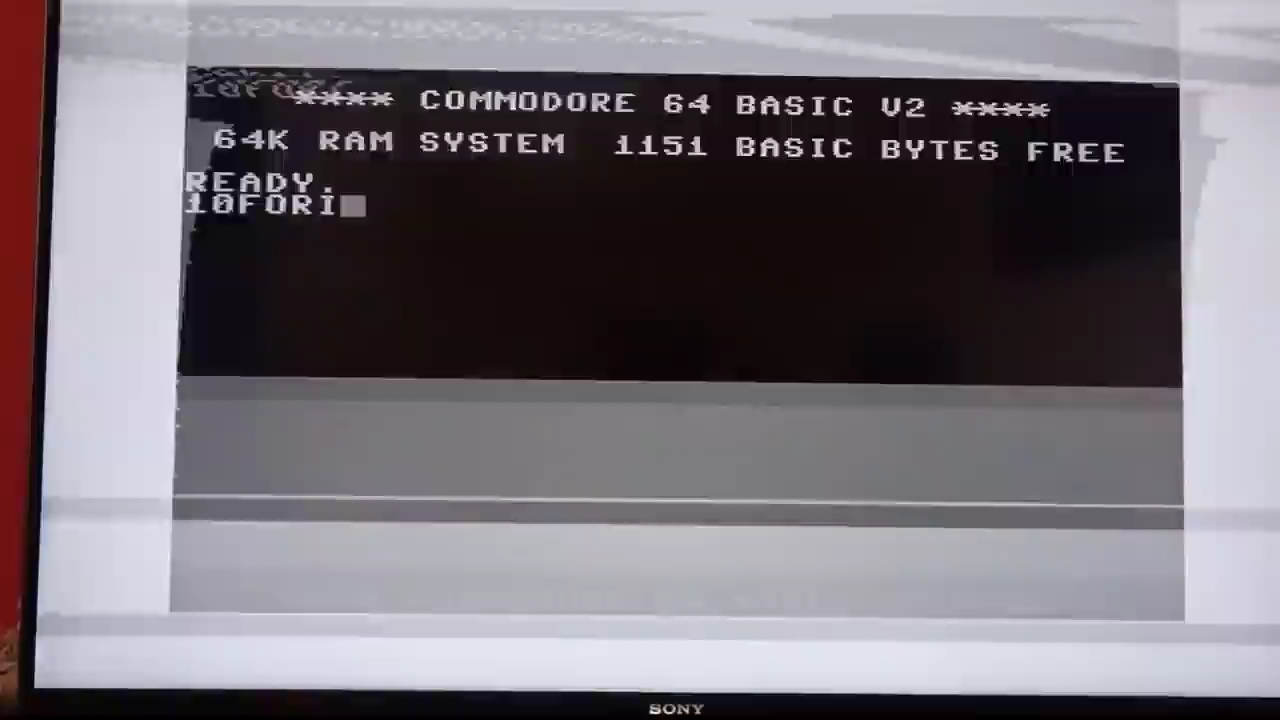 **** COMMODORE 64 BASIC V2 ****
64K RAM SYSTEM 1151 BASIC BYTES FREE
READY.
10FORI
SONY